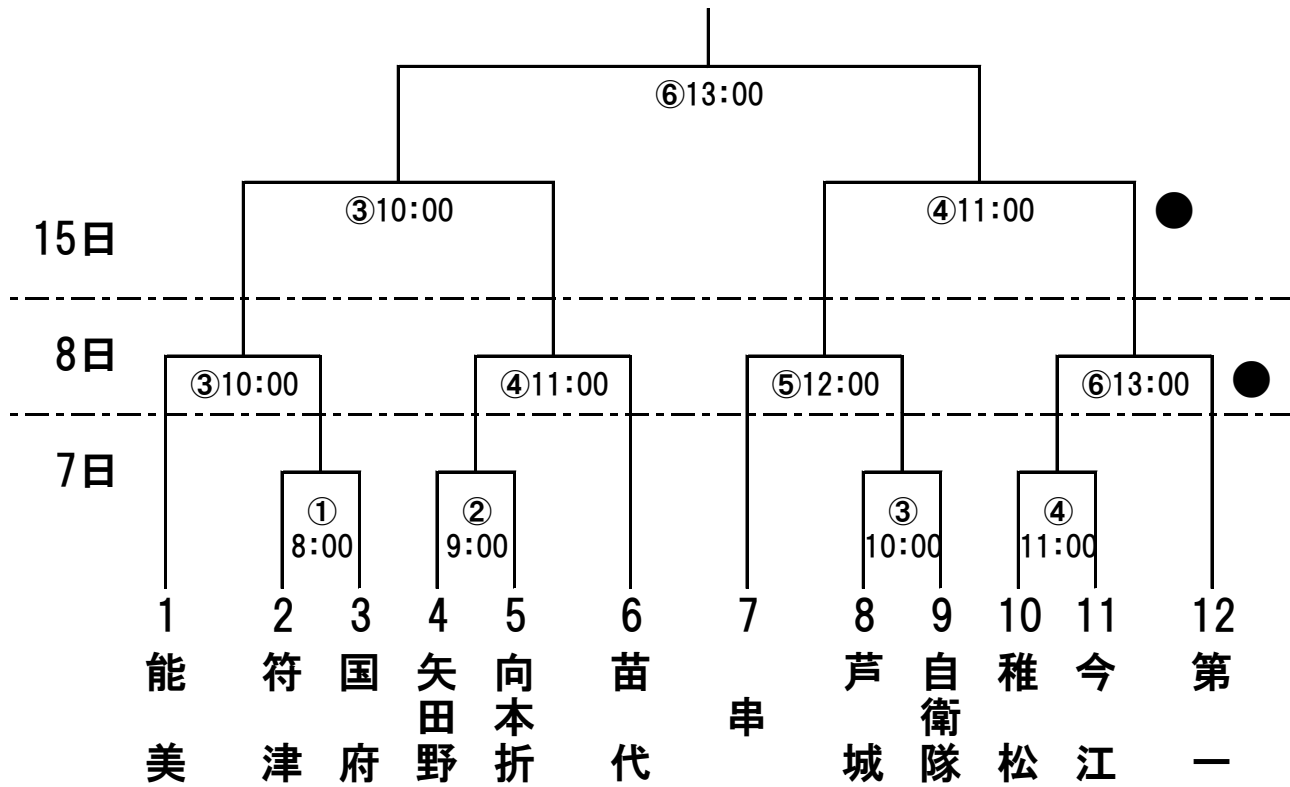 ⑥13:00
③10:00
④11:00
15日
8日
③10:00
④11:00
⑤12:00
⑥13:00
7日
①
8:00
②
9:00
③
10:00
④
11:00
1
2
3
4
5
6
7
8
9
10
11
12
能美
符津
国府
矢田野
向本折
苗代
串
芦城
自衛隊
稚松
今江
第一